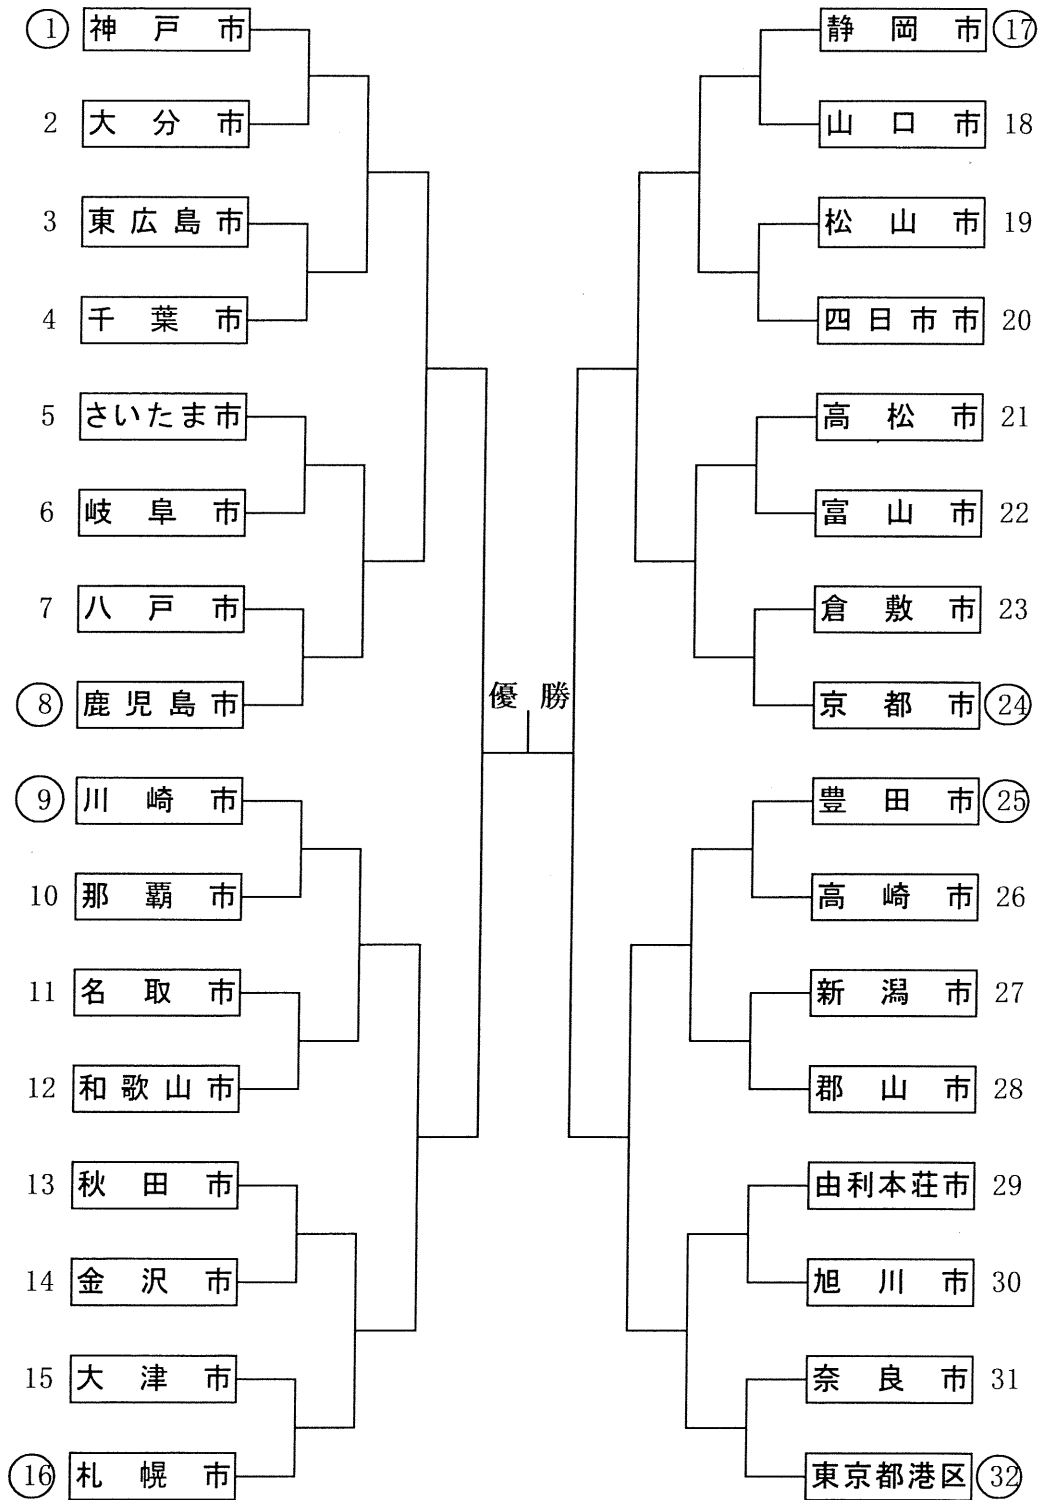 1 神戸市
2 大分市
3 東広島市
4 千葉市
5 さいたま市
6 岐阜市
7 八戸市
8 鹿児島市
9 川崎市
10 那覇市
11 名取市
12 和歌山市
13 秋田市
14 金沢市
15 大津市
16 札幌市
優勝
静岡市 17
山口市 18
松山市 19
四日市市 20
高松市 21
富山市 22
倉敷市 23
京都市 24
豊田市 25
高崎市 26
新潟市 27
郡山市 28
由利本荘市 29
旭川市 30
奈良市 31
東京都港区 32